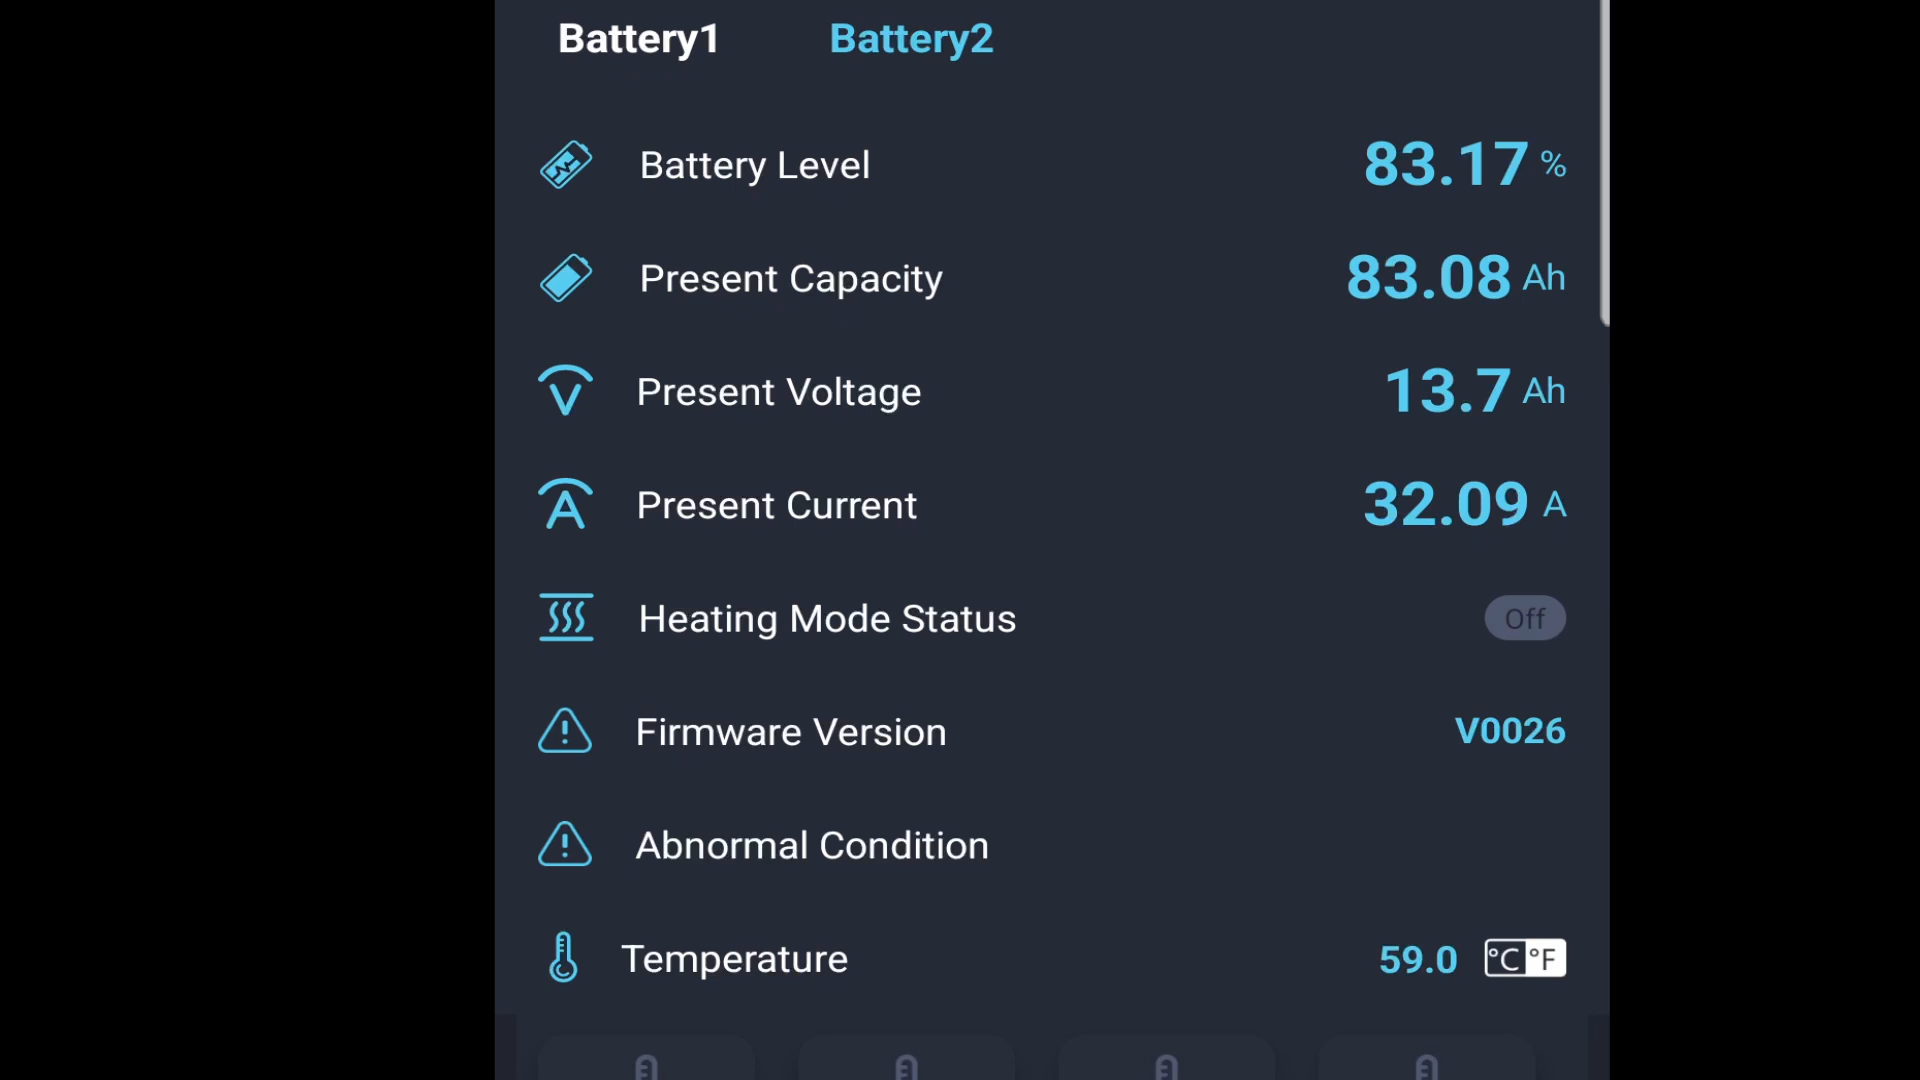 Battery1 Battery2
Battery Level 83.17 %
Present Capacity 83.08 Ah
Present Voltage 13.7 Ah
Present Current 32.09 A
Heating Mode Status Off
Firmware Version V0026
Abnormal Condition
Temperature 59.0 °C °F